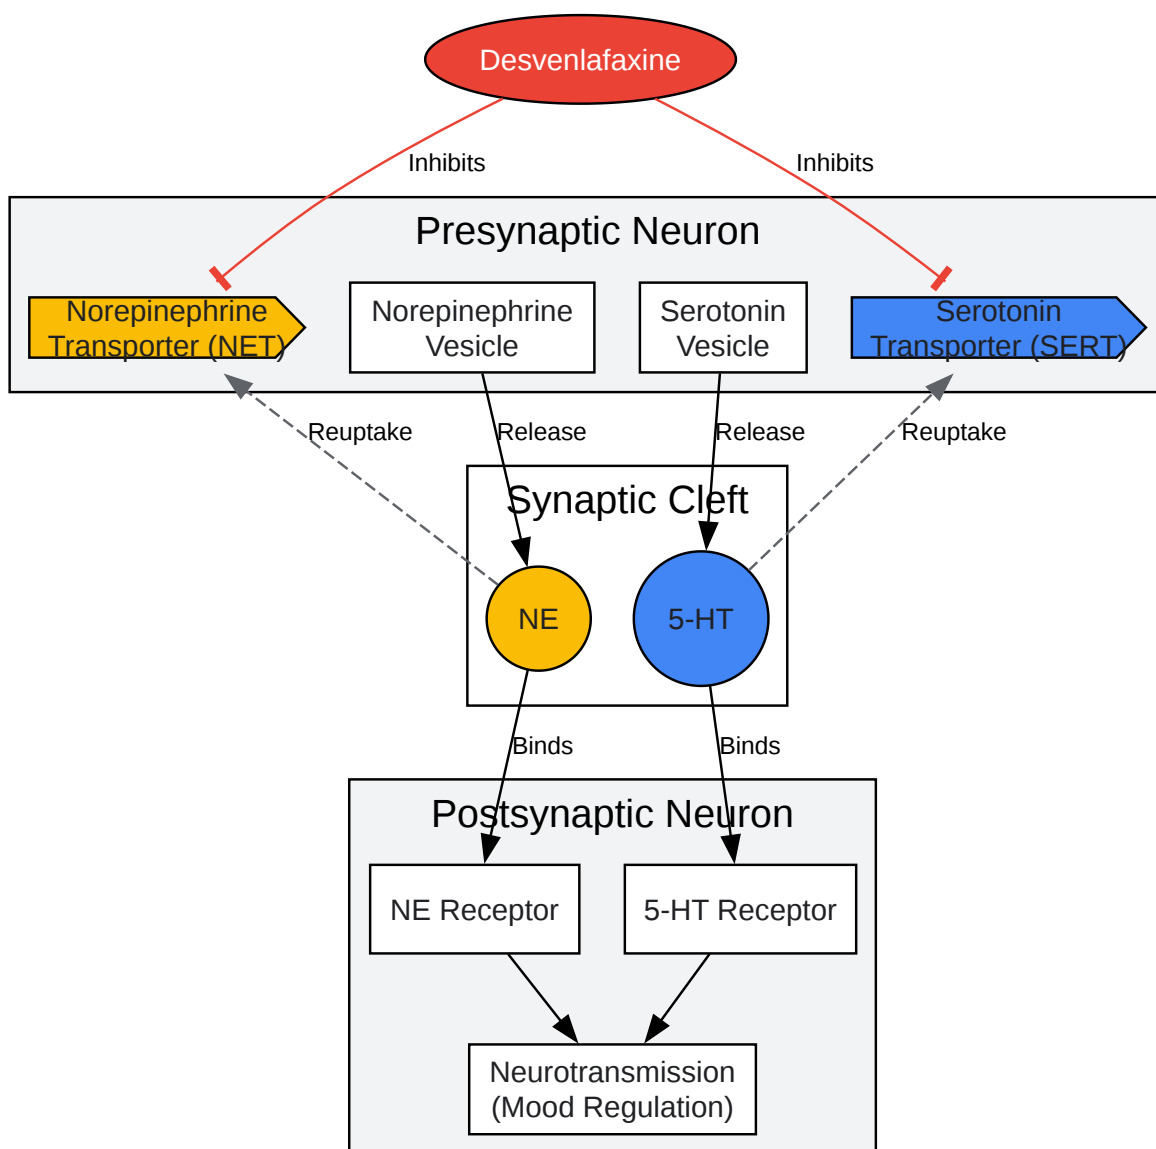 Desvenlafaxine
Inhibits
Inhibits
Presynaptic Neuron
Norepinephrine
Transporter (NET)
Norepinephrine
Vesicle
Serotonin
Vesicle
Serotonin
Transporter (SERT)
Reuptake
Release
Release
Reuptake
Synaptic Cleft
NE
5-HT
Binds
Binds
Postsynaptic Neuron
NE Receptor
5-HT Receptor
Neurotransmission
(Mood Regulation)